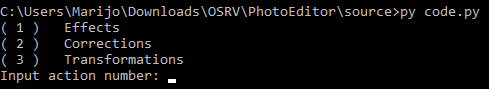 C:\Users\Marijo\Downloads\OSRV\PhotoEditor\source>py code.py
( 1 )   Effects
( 2 )   Corrections
( 3 )   Transformations
Input action number: _